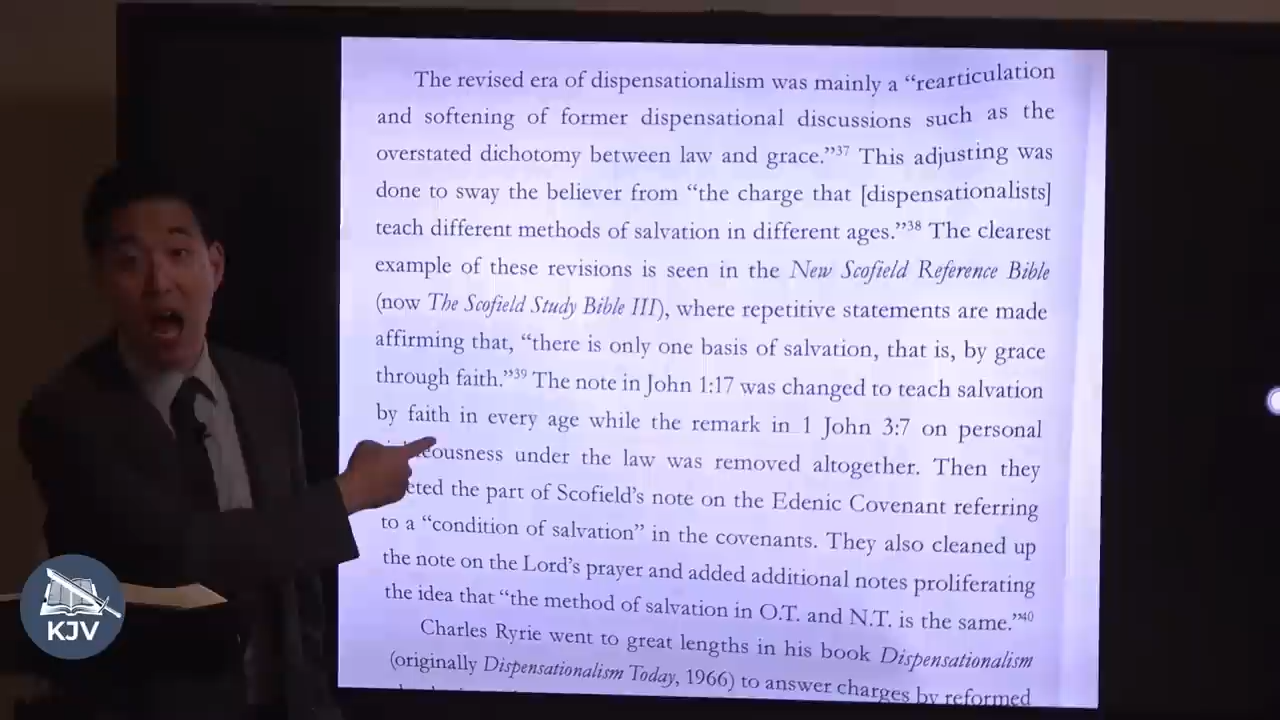 The revised era of dispensationalism was mainly a “rearticulation
and softening of former dispensational discussions such as the
overstated dichotomy between law and grace.”37 This adjusting was
done to sway the believer from “the charge that [dispensationalists]
teach different methods of salvation in different ages.”38 The clearest
example of these revisions is seen in the New Scofield Reference Bible
(now The Scofield Study Bible III), where repetitive statements are made
affirming that, “there is only one basis of salvation, that is, by grace
through faith.”39 The note in John 1:17 was changed to teach salvation
by faith in every age while the remark in 1 John 3:7 on personal
under the law was removed altogether. Then they
the part of Scofield’s note on the Edenic Covenant referring
to a “condition of salvation” in the covenants. They also cleaned up
the note on the Lord’s prayer and added additional notes proliferating
the idea that “the method of salvation in O.T. and N.T. is the same.”40
Charles Ryrie went to great lengths in his book Dispensationalism
(originally Dispensationalism Today, 1966) to answer charges by reformed
KJV